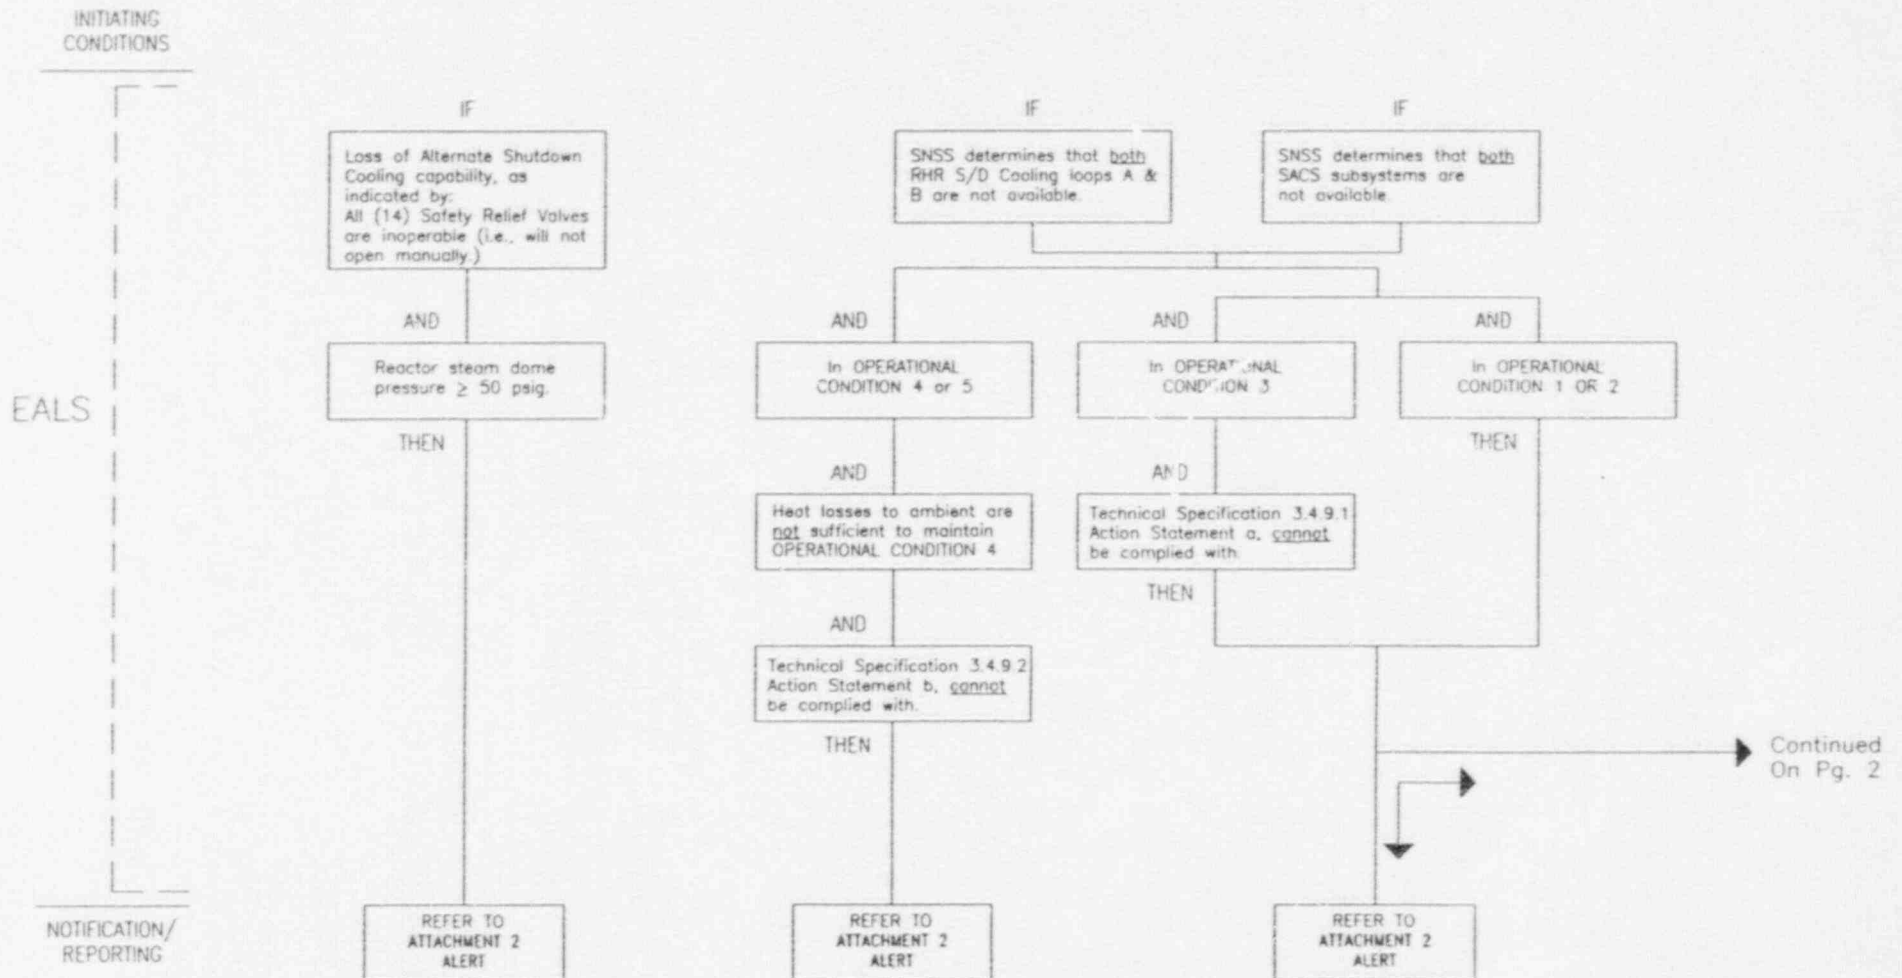 INITIATING
CONDITIONS
IF
Loss of Alternate Shutdown
Cooling capability, as
indicated by:
All (14) Safety Relief Valves
are inoperable (i.e., will not
open manually.)
AND
Reactor steam dome
pressure ≥ 50 psig.
THEN
IF
SNSS determines that both
RHR S/D Cooling loops A &
B are not available.
IF
SNSS determines that both
SACS subsystems are
not available.
AND
In OPERATIONAL
CONDITION 4 or 5
AND
Heat losses to ambient are
not sufficient to maintain
OPERATIONAL CONDITION 4
AND
Technical Specification 3.4.9.2
Action Statement b, cannot
be complied with.
THEN
AND
In OPERATIONAL
CONDITION 3
AND
Technical Specification 3.4.9.1
Action Statement a, cannot
be complied with.
THEN
AND
In OPERATIONAL
CONDITION 1 OR 2
THEN
EALS
Continued
On Pg. 2
NOTIFICATION/
REPORTING
REFER TO
ATTACHMENT 2
ALERT
REFER TO
ATTACHMENT 2
ALERT
REFER TO
ATTACHMENT 2
ALERT